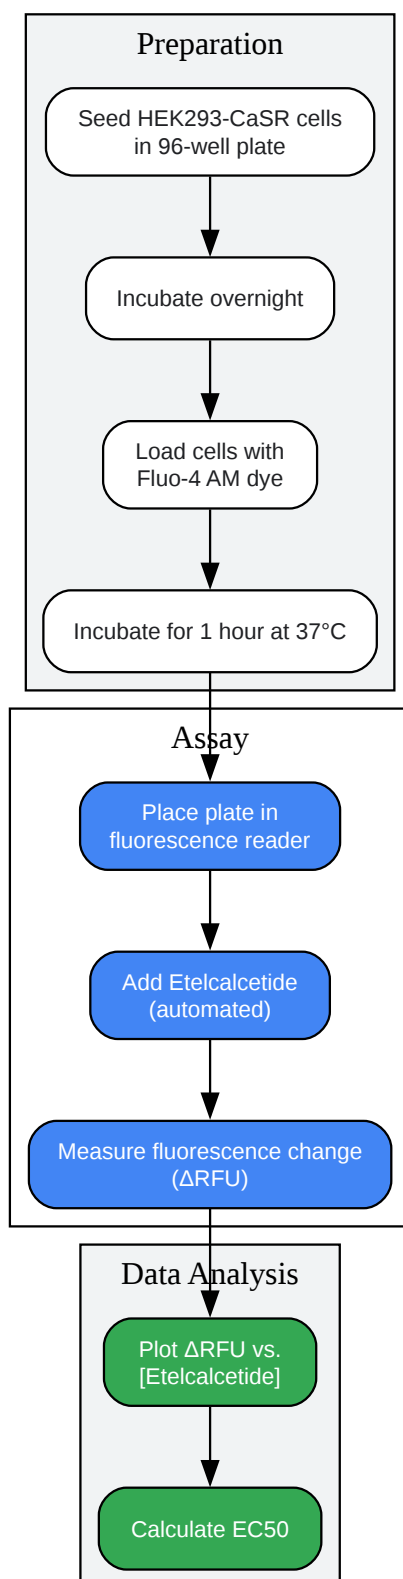 Preparation
Seed HEK293-CaSR cells
in 96-well plate
Incubate overnight
Load cells with
Fluo-4 AM dye
Incubate for 1 hour at 37°C
Assay
Place plate in
fluorescence reader
Add Etelcalcetide
(automated)
Measure fluorescence change
(ΔRFU)
Data Analysis
Plot ΔRFU vs.
[Etelcalcetide]
Calculate EC50